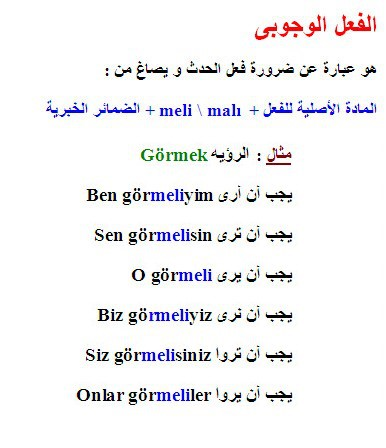 الفعل الوجوبى
هو عبارة عن ضرورة فعل الحدث و يصاغ من :
المادة الأصلية للفعل + meli \ malı + الضمائر الخبرية
مثال : الرؤيه Görmek
يجب أن أرى Ben görmeliyim
يجب أن ترى Sen görmelisin
يجب أن يرى O görmeli
يجب أن نرى Biz görmeliyiz
يجب أن تروا Siz görmelisiniz
يجب أن يروا Onlar görmeliler